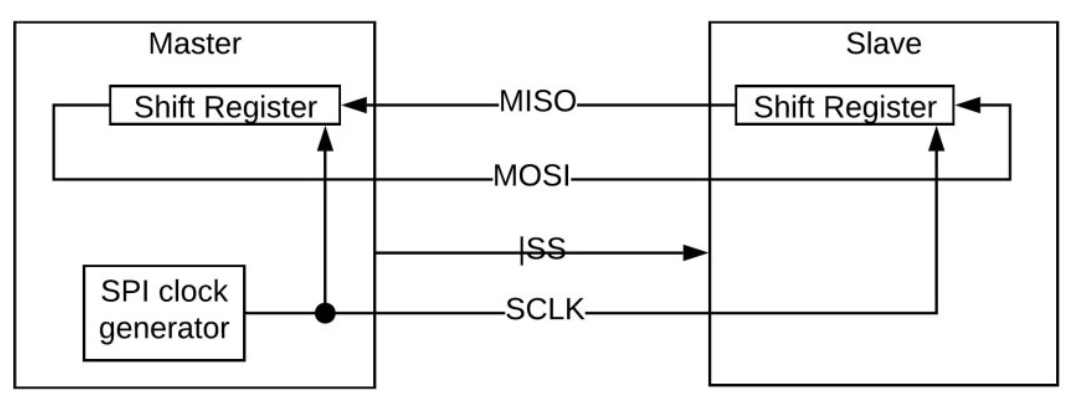 Master
Slave
Shift Register
MISO
Shift Register
MOSI
|SS
SPI clock
generator
SCLK